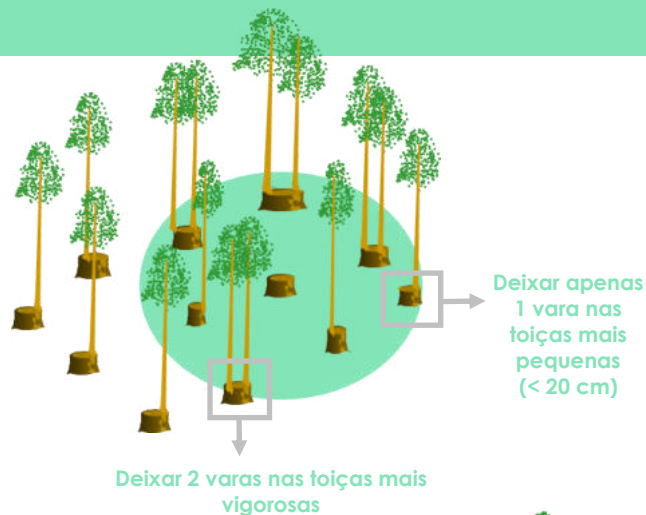 Deixar apenas
1 vara nas
toiças mais
pequenas
(< 20 cm)
Deixar 2 varas nas toiças mais
vigorosas